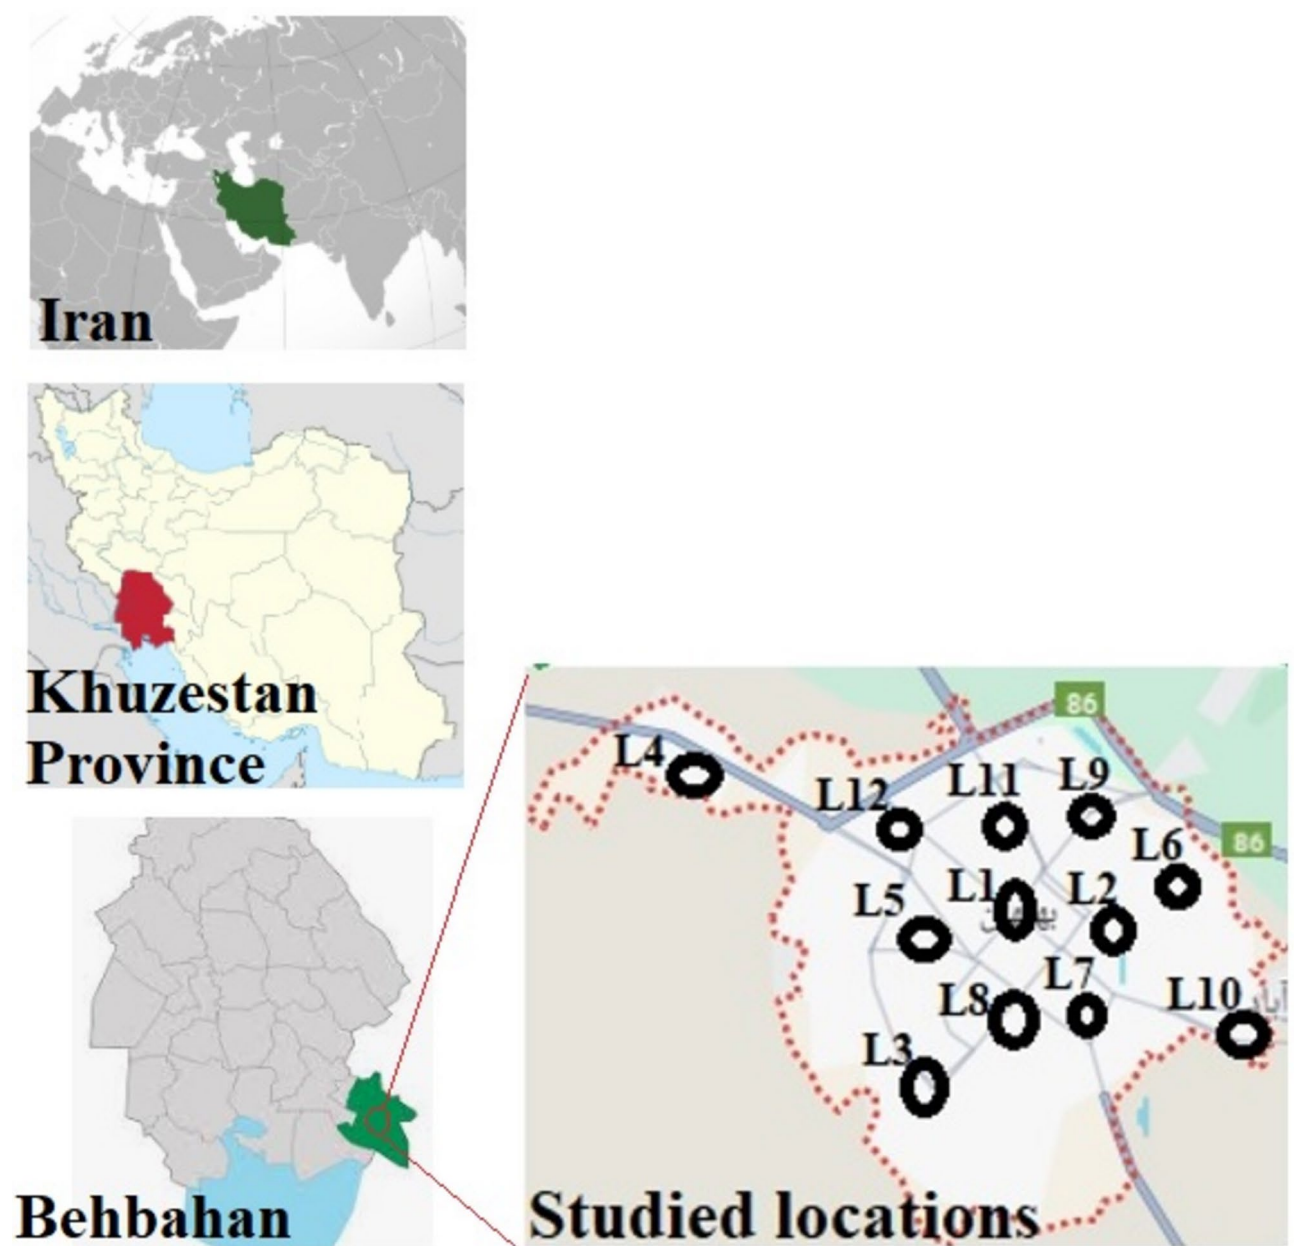 Iran
Khuzestan
Province
86
L4
L11
L9
L12
86
L6
L1
L2
L5
L7
L8
L10
L3
Behbahan
Studied locations